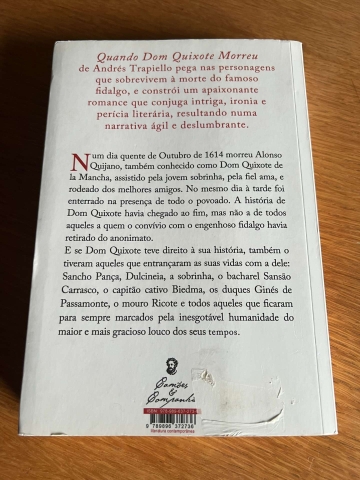 Quando Dom Quixote Morreu
de Andrés Trapiello pega nas personagens
que sobrevivem à morte do famoso
fidalgo, e constrói um apaixonante
romance que conjuga intriga, ironia e
perícia literária, resultando numa
narrativa ágil e deslumbrante.
Num dia quente de Outubro de 1614 morreu Alonso
Quijano, também conhecido como Dom Quixote de
la Mancha, assistido pela jovem sobrinha, pela fiel ama, e
rodeado dos melhores amigos. No mesmo dia à tarde foi
enterrado na presença de todo o povoado. A história de
Dom Quixote havia chegado ao fim, mas não a de todos
aqueles a quem o convívio com o engenhoso fidalgo havia
retirado do anonimato.
E se Dom Quixote teve direito à sua história, também o
tiveram aqueles que entrançaram as suas vidas com a dele:
Sancho Pança, Dulcineia, a sobrinha, o bacharel Sansão
Carrasco, o capitão cativo Biedma, os duques Ginés de
Passamonte, o mouro Ricote e todos aqueles que ficaram
para sempre marcados pela inesgotável humanidade do
maior e mais gracioso louco dos seus tempos.
Camões
&
Companhia
9 789896 372736
literatura contemporânea